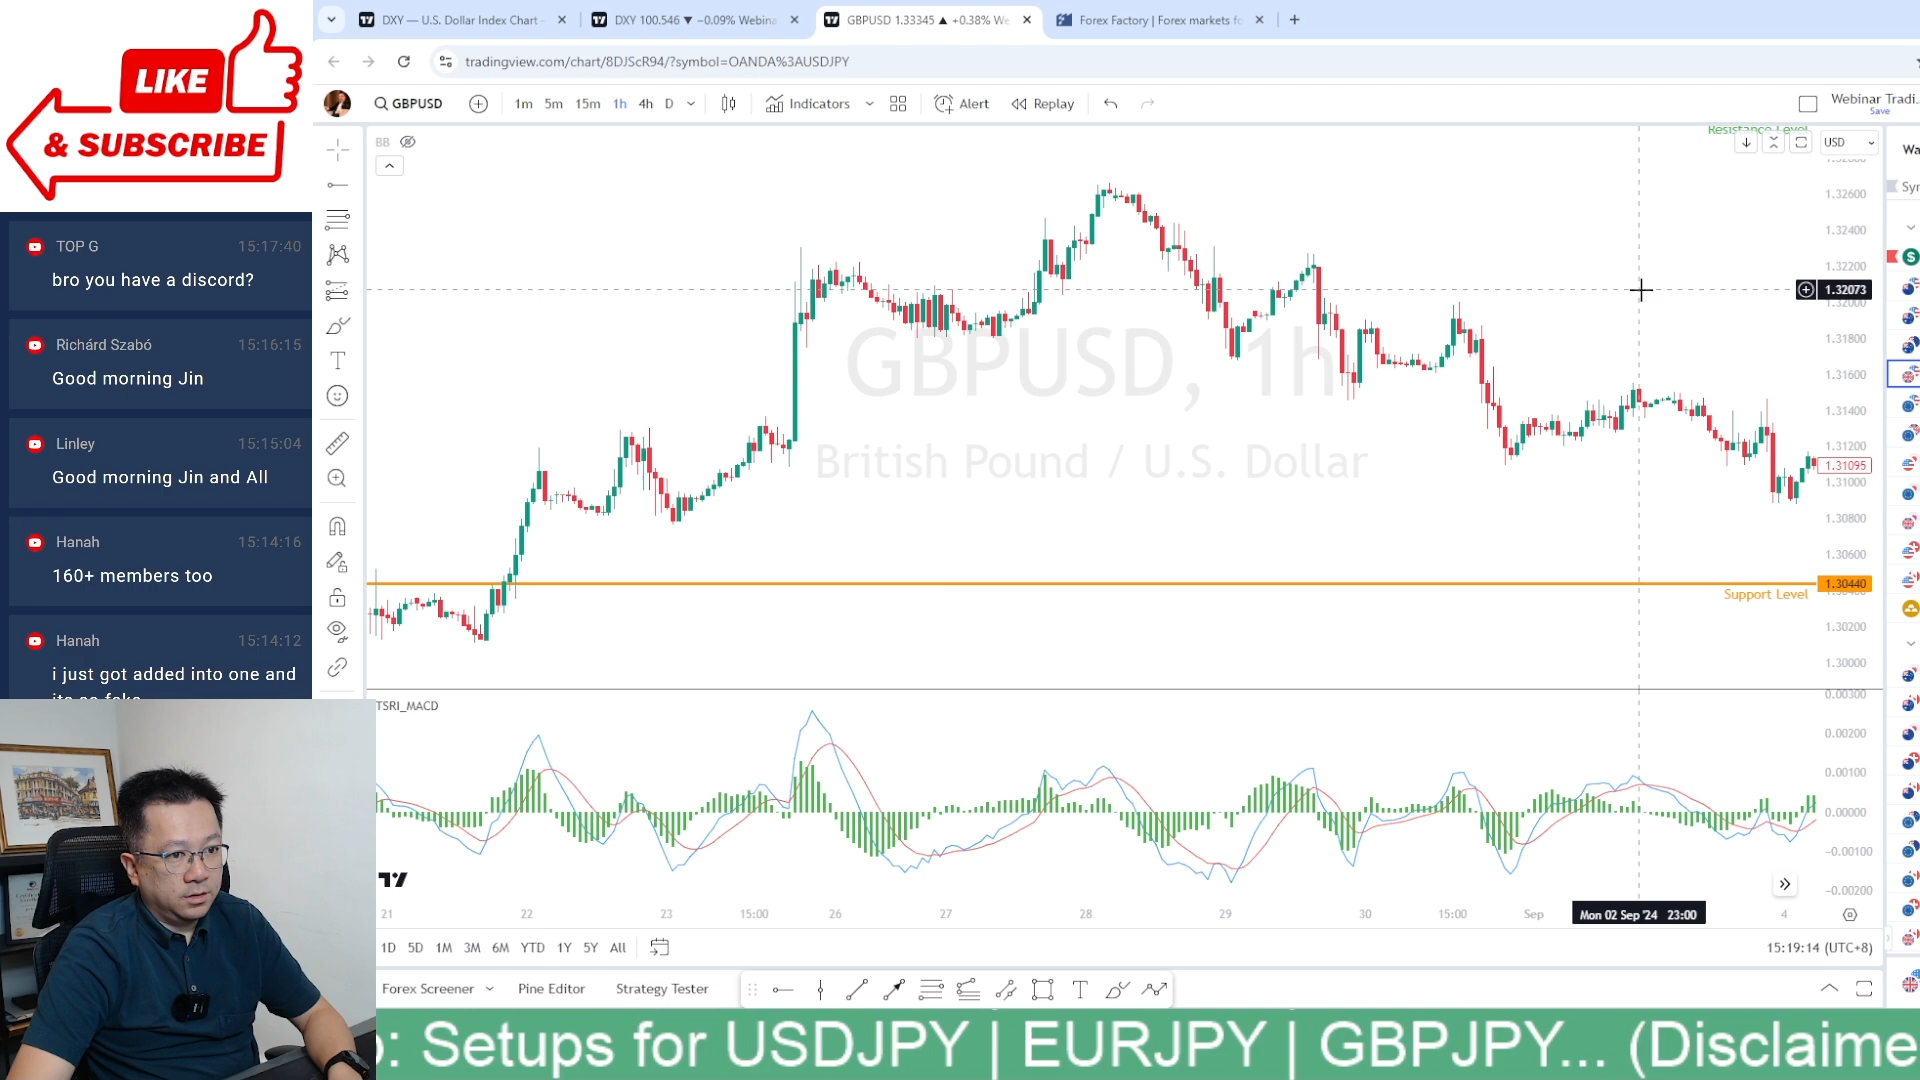 LIKE
& SUBSCRIBE
TOP G 15:17:40
bro you have a discord?
Richárd Szabó 15:16:15
Good morning Jin
Linley 15:15:04
Good morning Jin and All
Hanah 15:14:16
160+ members too
Hanah 15:14:12
i just got added into one and
DXY — U.S. Dollar Index Chart
DXY 100.546 ▼ −0.09% Webina
GBPUSD 1.33345 ▲ +0.38% We
Forex Factory | Forex markets fo
tradingview.com/chart/8DJScR94/?symbol=OANDA%3AUSDJPY
GBPUSD 1m 5m 15m 1h 4h D Indicators Alert Replay
Webinar Tradi...
Save
BB
Resistance Level
USD
Wa
Sy
GBPUSD, 1h
British Pound / U.S. Dollar
1.32600
1.32400
1.32200
1.32073
1.32000
1.31800
1.31600
1.31400
1.31200
1.31095
1.31000
1.30800
1.30600
1.30440
Support Level
1.30200
1.30000
TSRI_MACD
0.00300
0.00200
0.00100
0.00000
−0.00100
−0.00200
21 22 23 15:00 26 27 28 29 30 15:00 Sep Mon 02 Sep '24 23:00 4
1D 5D 1M 3M 6M YTD 1Y 5Y All
15:19:14 (UTC+8)
Forex Screener Pine Editor Strategy Tester
: Setups for USDJPY | EURJPY | GBPJPY... (Disclaime